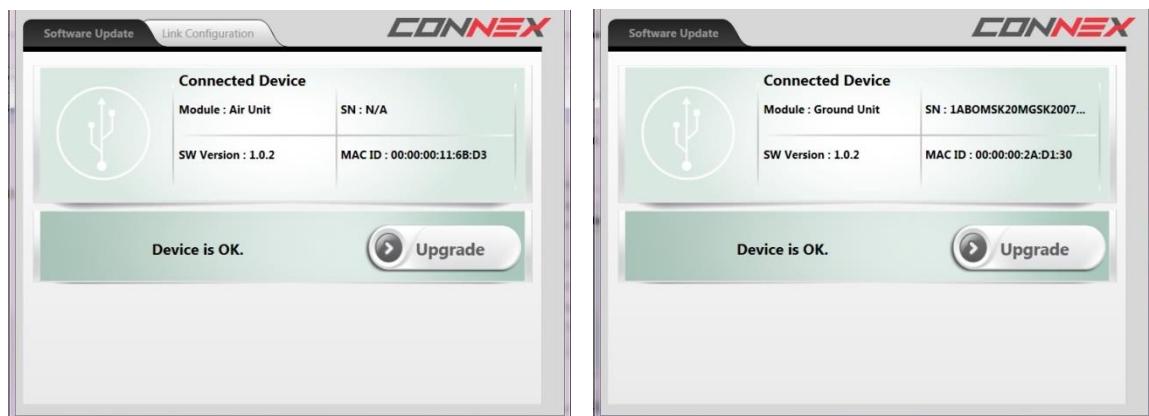 Software Update Link Configuration CONNEX
Connected Device
Module : Air Unit SN : N/A
SW Version : 1.0.2 MAC ID : 00:00:00:11:6B:D3
Device is OK. Upgrade
Software Update CONNEX
Connected Device
Module : Ground Unit SN : 1ABOMSK20MGSK2007...
SW Version : 1.0.2 MAC ID : 00:00:00:2A:D1:30
Device is OK. Upgrade